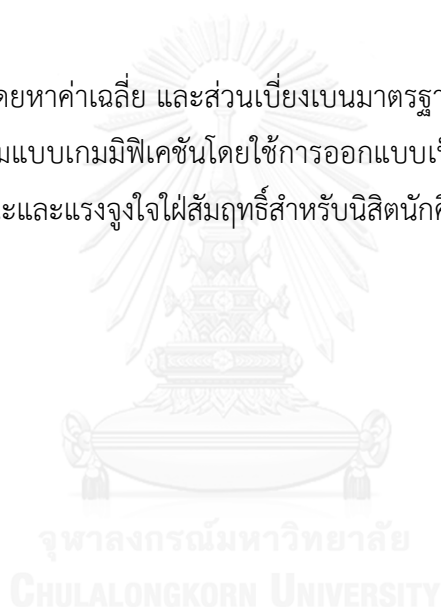 ดยหาค่าเฉลี่ย และส่วนเบี่ยงเบนมาตรฐา
มแบบเกมมิฟิเคชันโดยใช้การออกแบบเ
ะและแรงจูงใจใฝ่สัมฤทธิ์สำหรับนิสิตนัก
จุฬาลงกรณ์มหาวิทยาลัย
CHULALONGKORN UNIVERSITY